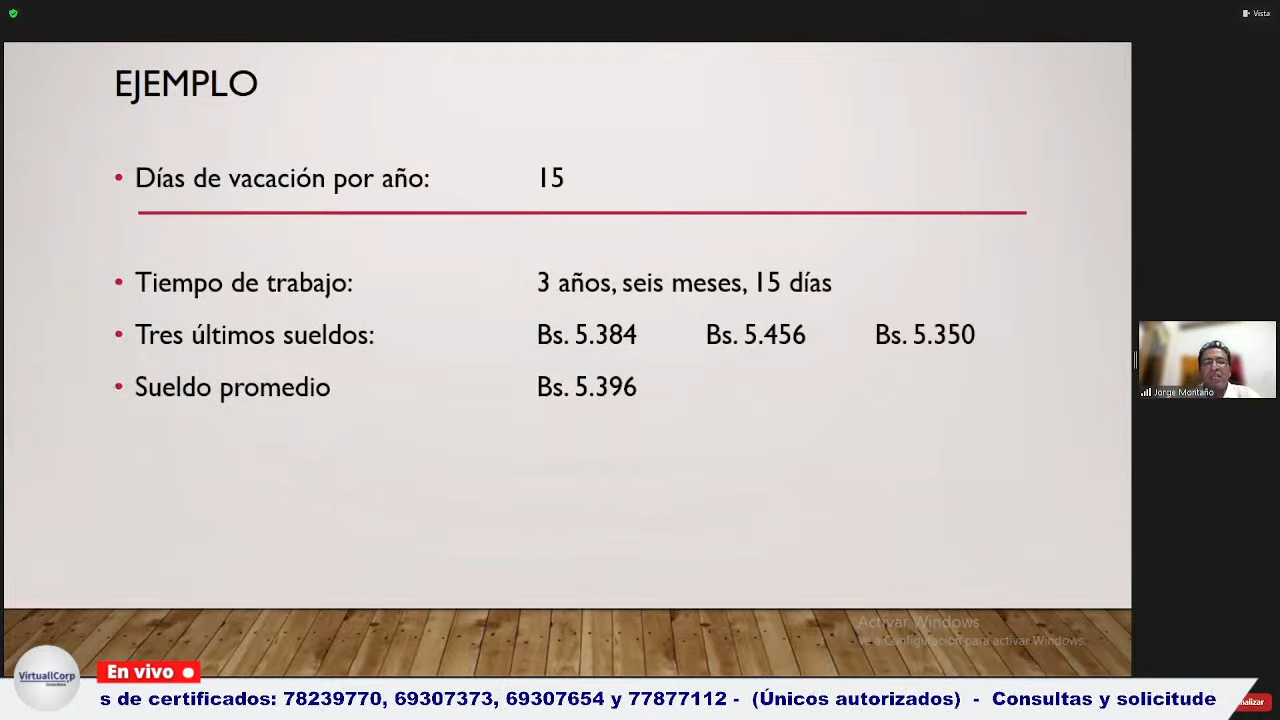 Vista
EJEMPLO
• Días de vacación por año: 15
• Tiempo de trabajo: 3 años, seis meses, 15 días
• Tres últimos sueldos: Bs. 5.384 Bs. 5.456 Bs. 5.350
• Sueldo promedio Bs. 5.396
Jorge Montaño
Activar Windows
Ve a Configuración para activar Windows.
VirtuallCorp
En vivo
s de certificados: 78239770, 69307373, 69307654 y 77877112 - (Únicos autorizados) - Consultas y solicitude